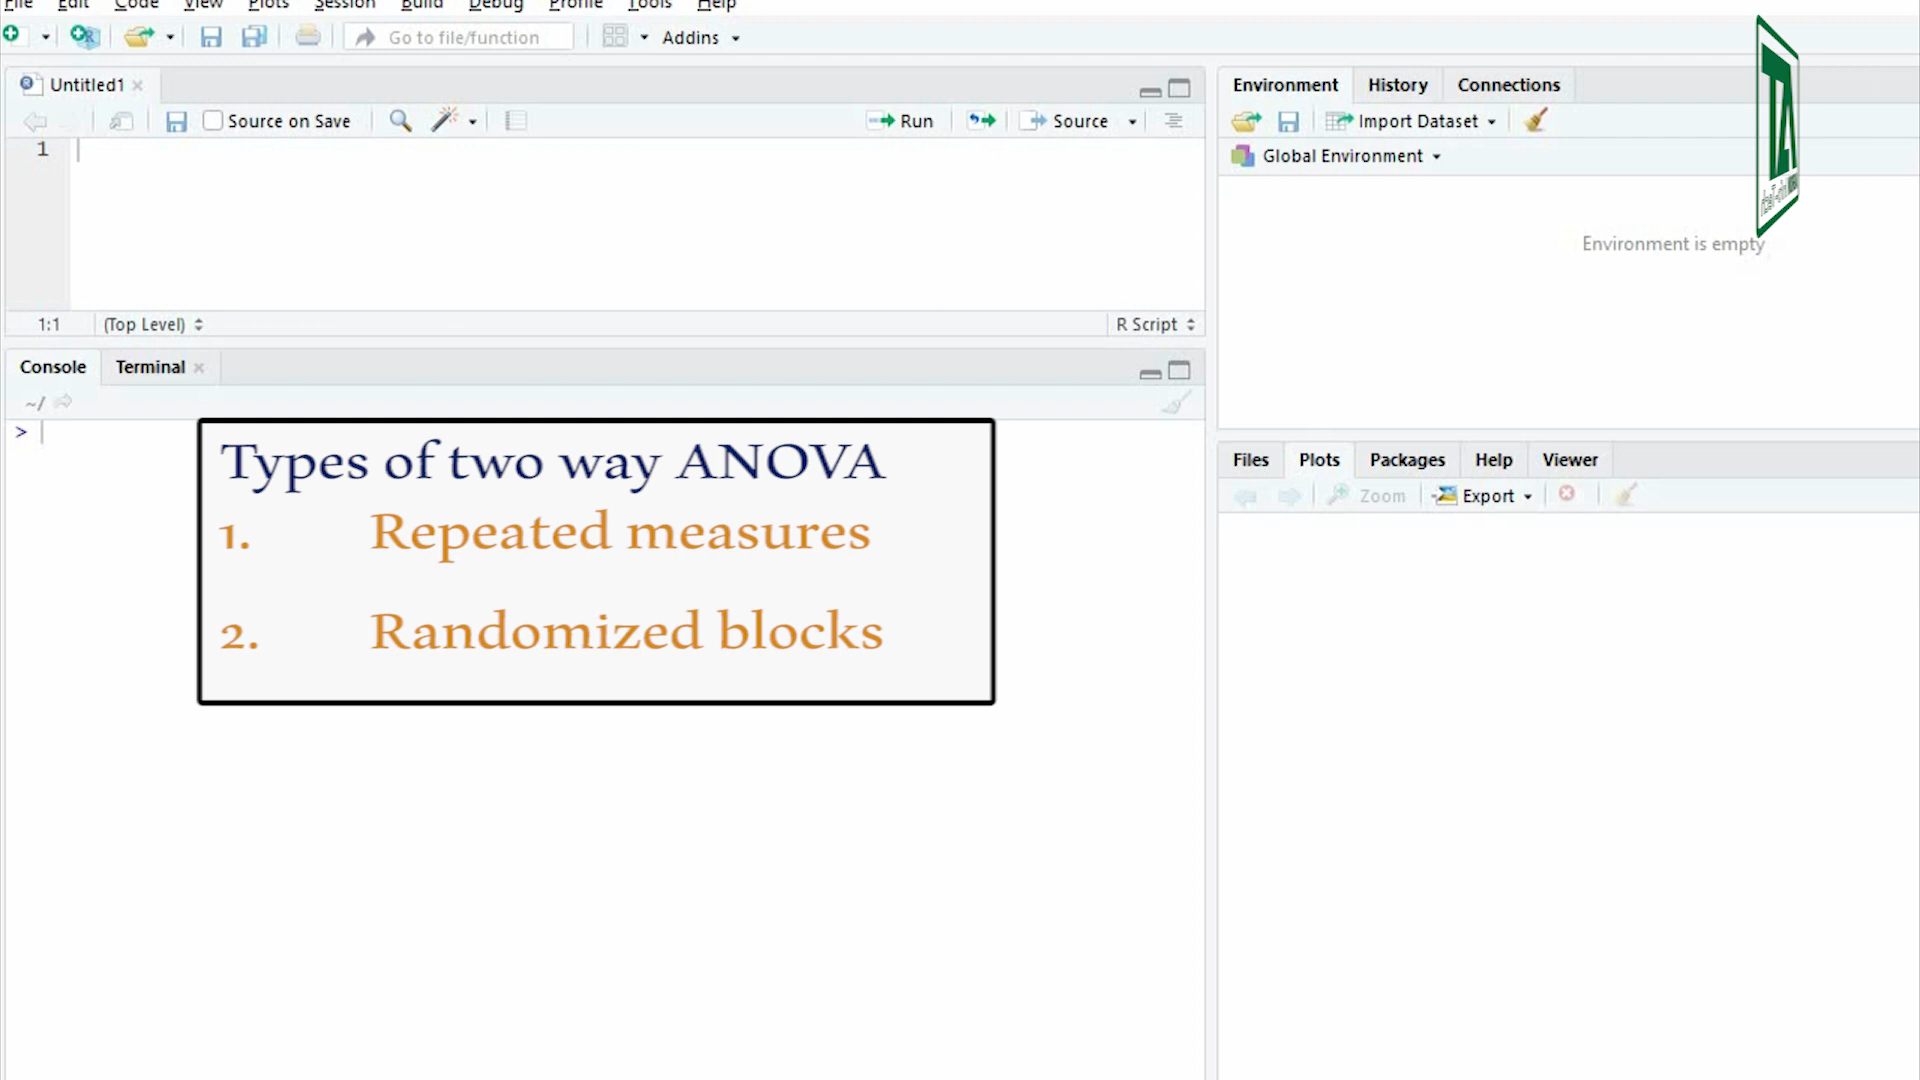 File Edit Code View Plots Session Build Debug Profile Tools Help
Go to file/function Addins
Untitled1
Source on Save Run Source
1
1:1 (Top Level) R Script
Console Terminal
~/
>
Types of two way ANOVA
1. Repeated measures
2. Randomized blocks
Environment History Connections
Import Dataset
Global Environment
Environment is empty
Files Plots Packages Help Viewer
Zoom Export